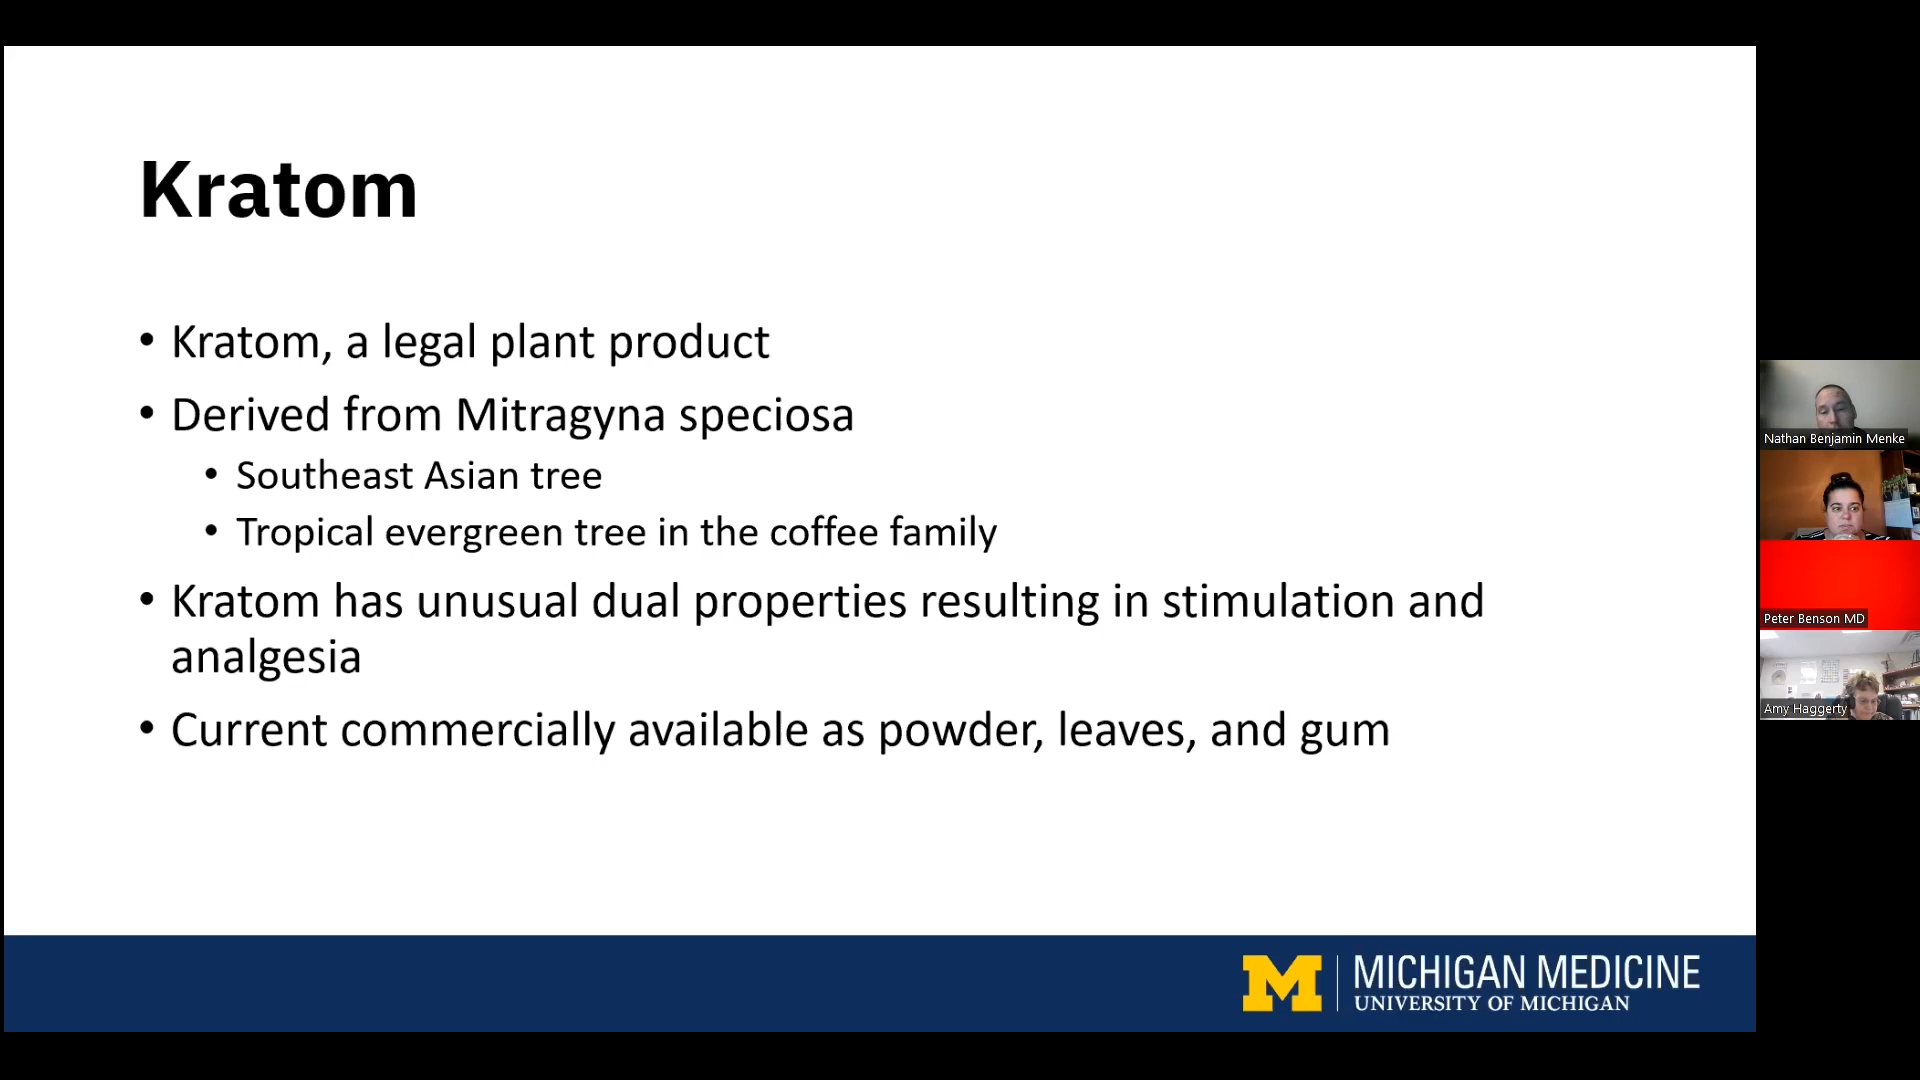 Kratom
• Kratom, a legal plant product
• Derived from Mitragyna speciosa
• Southeast Asian tree
• Tropical evergreen tree in the coffee family
• Kratom has unusual dual properties resulting in stimulation and
analgesia
• Current commercially available as powder, leaves, and gum
M | MICHIGAN MEDICINE
UNIVERSITY OF MICHIGAN
Nathan Benjamin Menke
Peter Benson MD
Amy Haggerty